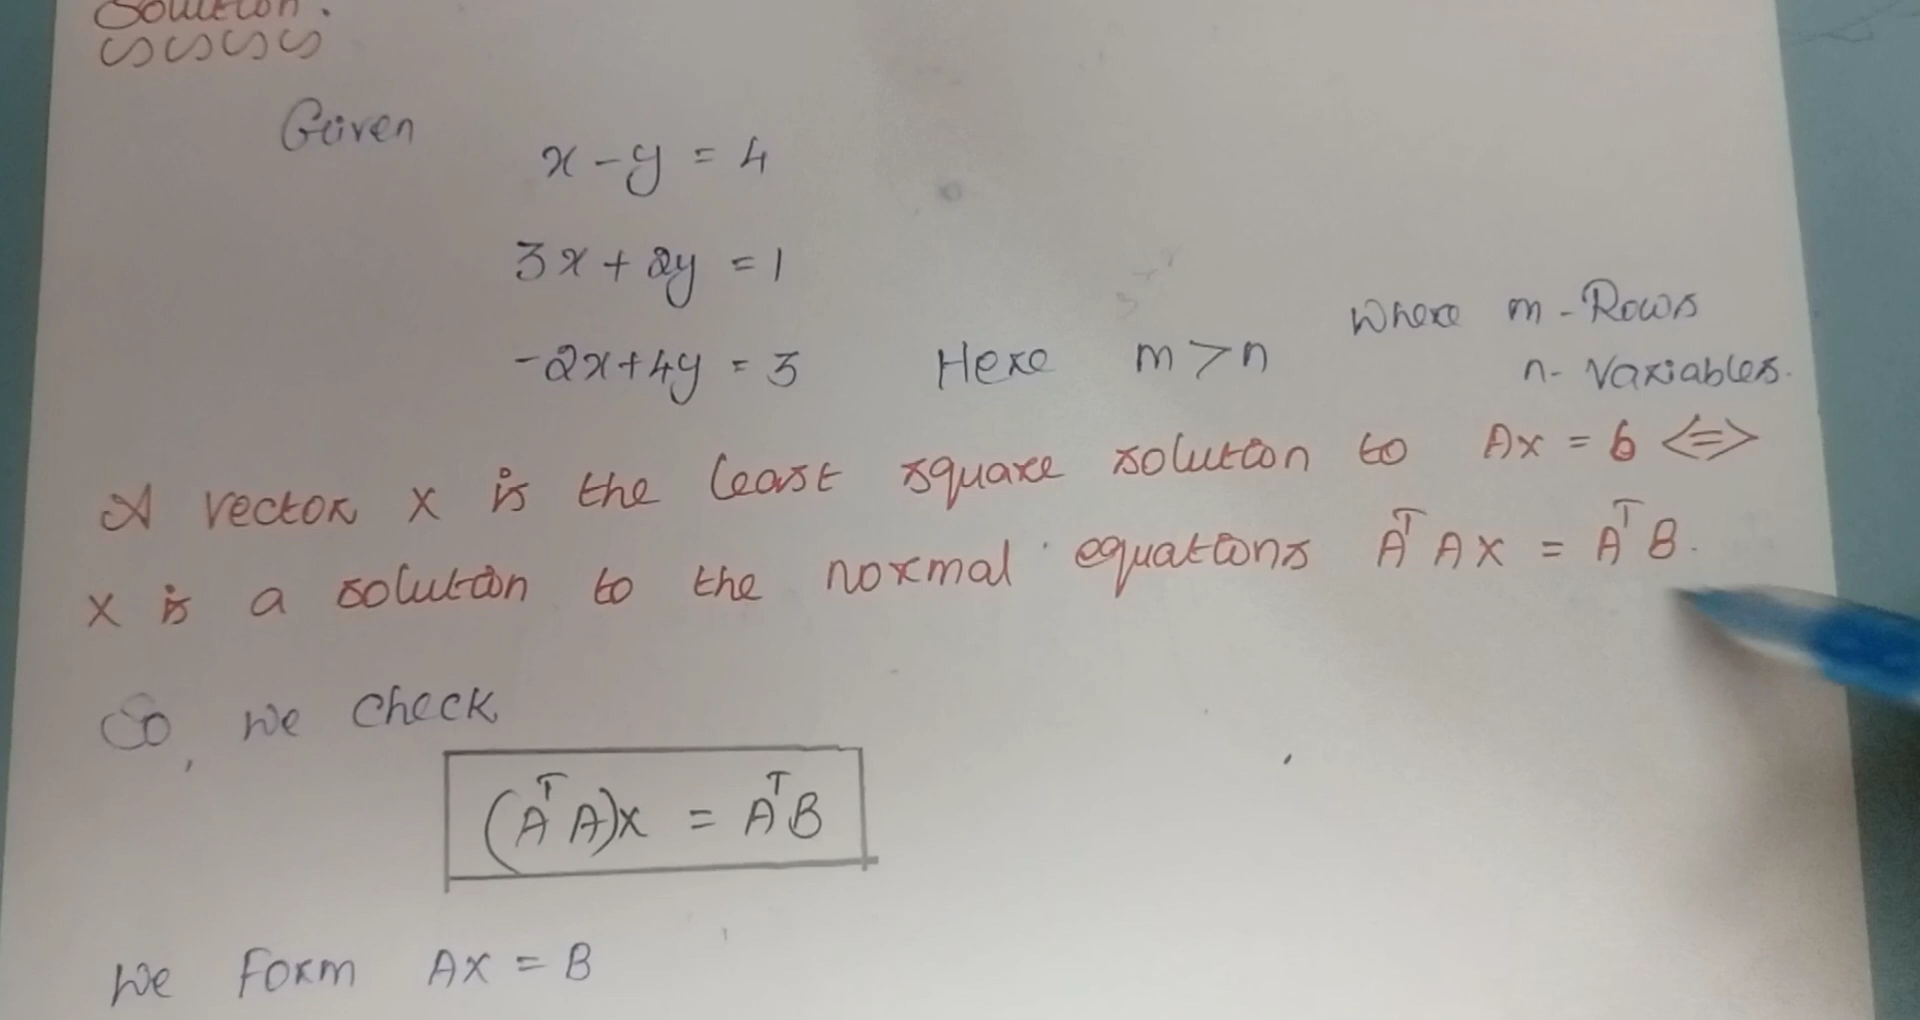 Solution.
Given
x - y = 4
3x + 2y = 1
-2x + 4y = 3 Here m > n Where m - Rows
n - Variables.
A vector x is the least square solution to Ax = b <=>
x is a solution to the normal equations AᵀAx = AᵀB.
So, we check
(AᵀA)x = AᵀB
We Form AX = B